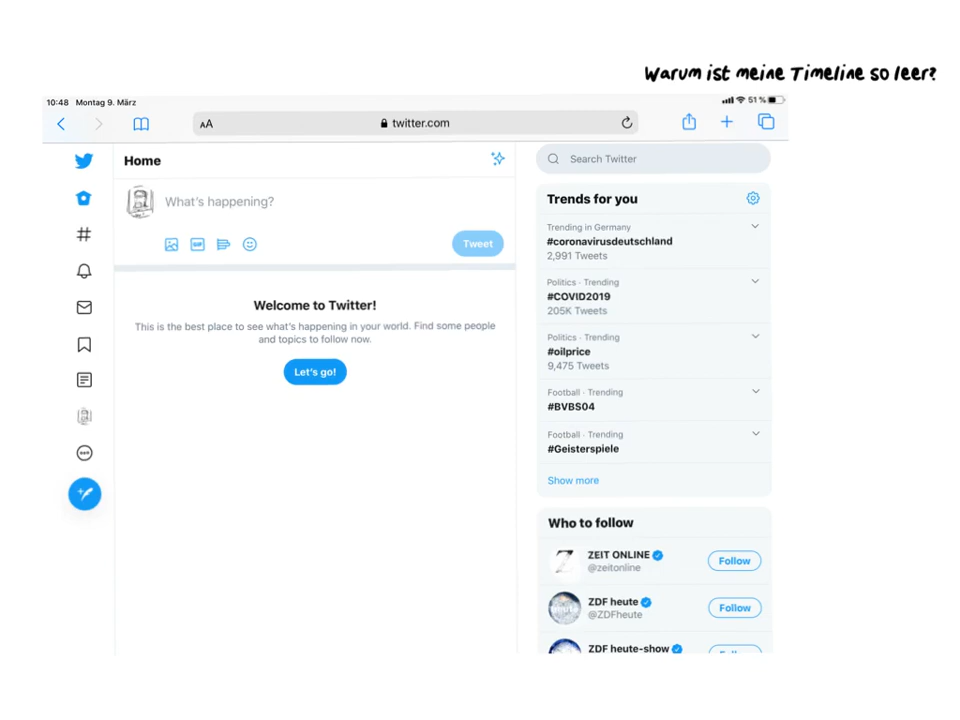 Warum ist meine Timeline so leer?
10:48 Montag 9. März
51 %
AA
twitter.com
Home
Search Twitter
What's happening?
GIF
Tweet
Welcome to Twitter!
This is the best place to see what's happening in your world. Find some people
and topics to follow now.
Let's go!
Trends for you
Trending in Germany
#coronavirusdeutschland
2,991 Tweets
Politics · Trending
#COVID2019
205K Tweets
Politics · Trending
#oilprice
9,475 Tweets
Football · Trending
#BVBS04
Football · Trending
#Geisterspiele
Show more
Who to follow
ZEIT ONLINE
@zeitonline
Follow
ZDF heute
@ZDFheute
Follow
ZDF heute-show